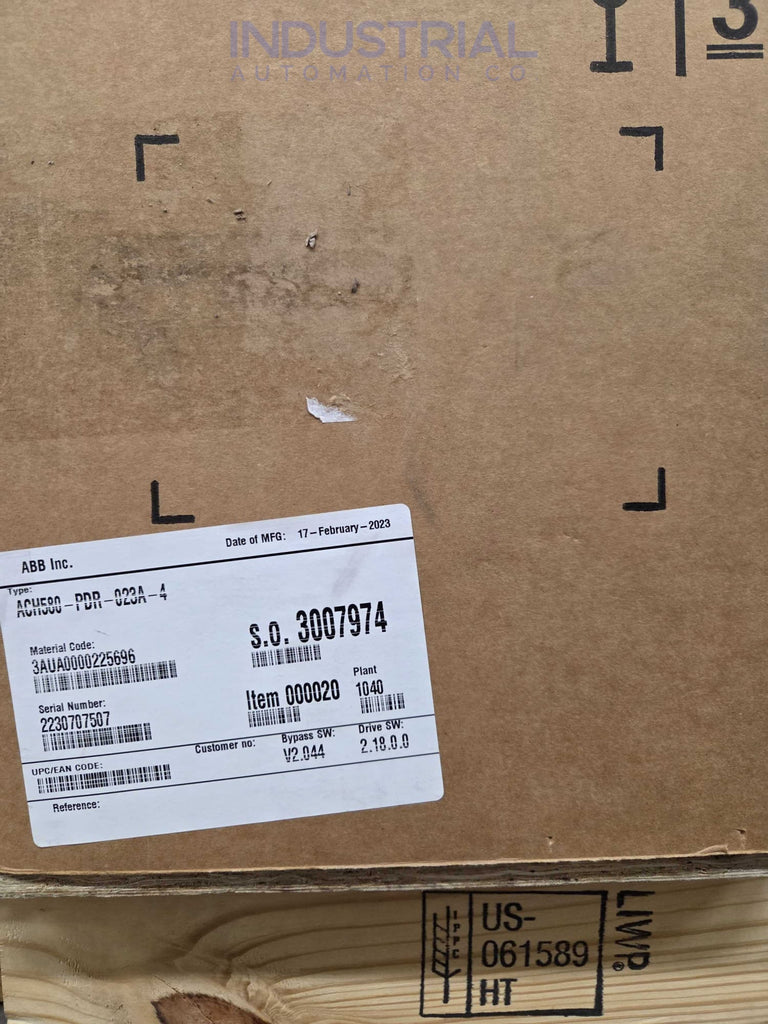 INDUSTRIAL
AUTOMATION CO
3
ABB Inc.
Date of MFG: 17-February-2023
Type:
ACH580-PDR-023A-4
Material Code:
3AUA0000225696
S.O. 3007974
Serial Number:
2230707507
Item 000020
Plant
1040
UPC/EAN CODE:
Customer no:
Bypass SW:
V2.044
Drive SW:
2.18.0.0
Reference:
IPPC
US-
061589
HT
LIWP®